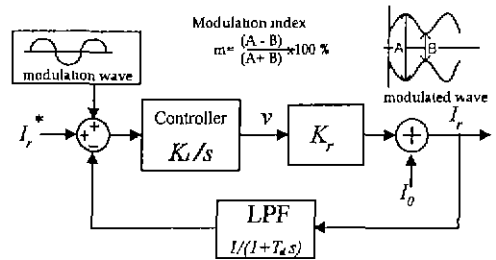 Modulation index
m= (A - B) / (A+ B) ×100 %
A
B
modulation wave
modulated wave
I_r*
+
+
−
Controller
K_i/s
v
K_r
+
I_r
I_0
LPF
1/(1+T_d s)